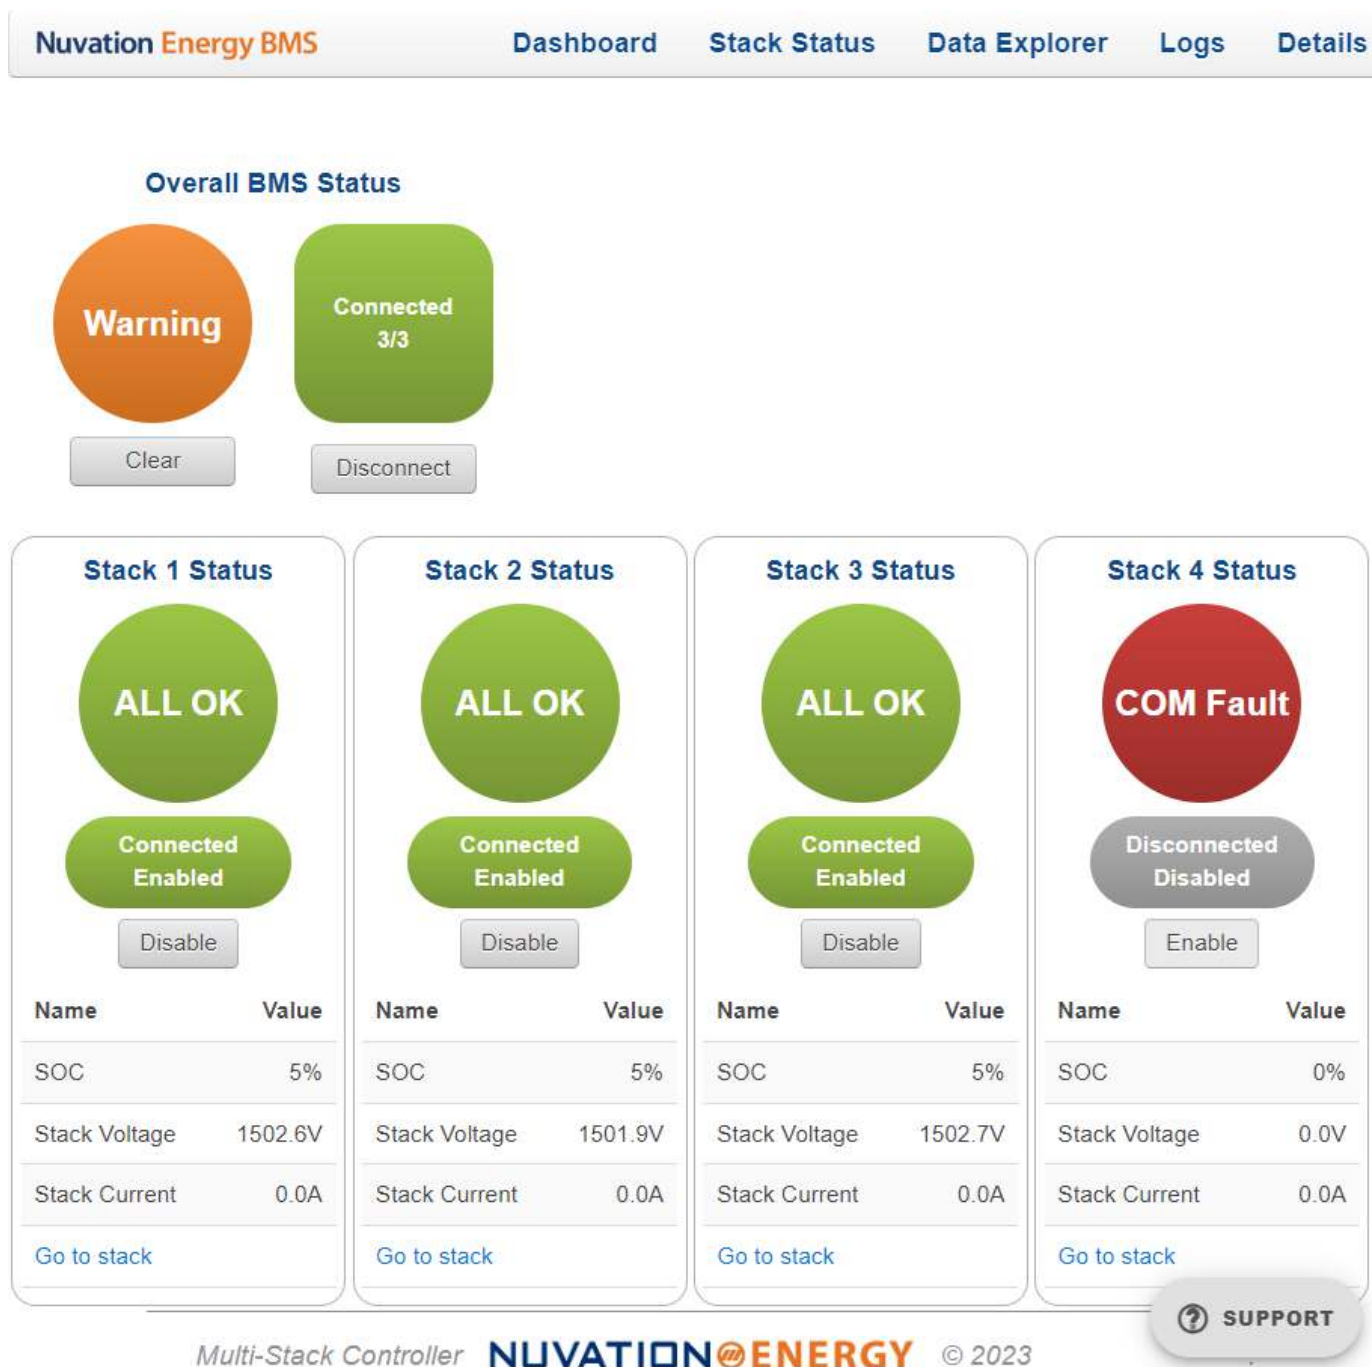 Nuvation Energy BMS Dashboard Stack Status Data Explorer Logs Details
Overall BMS Status
Warning
Connected
3/3
Clear
Disconnect
Stack 1 Status
ALL OK
Connected
Enabled
Disable
Name Value
SOC 5%
Stack Voltage 1502.6V
Stack Current 0.0A
Go to stack
Stack 2 Status
ALL OK
Connected
Enabled
Disable
Name Value
SOC 5%
Stack Voltage 1501.9V
Stack Current 0.0A
Go to stack
Stack 3 Status
ALL OK
Connected
Enabled
Disable
Name Value
SOC 5%
Stack Voltage 1502.7V
Stack Current 0.0A
Go to stack
Stack 4 Status
COM Fault
Disconnected
Disabled
Enable
Name Value
SOC 0%
Stack Voltage 0.0V
Stack Current 0.0A
Go to stack
SUPPORT
Multi-Stack Controller NUVATION ENERGY © 2023